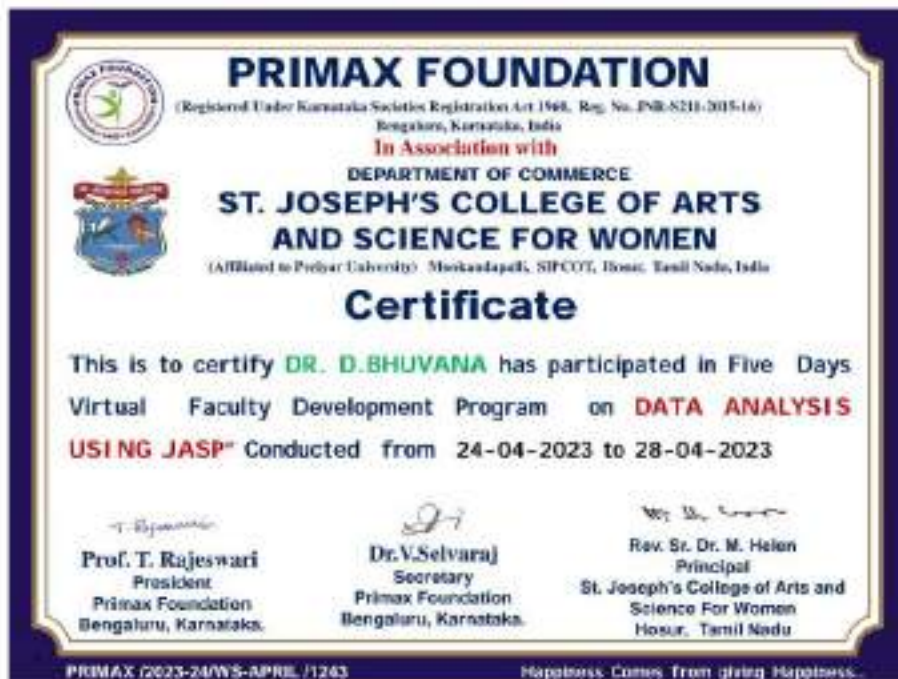 PRIMAX FOUNDATION
(Registered Under Karnataka Societies Registration Act 1960, Reg. No. JNR-S211-2015-16)
Bengaluru, Karnataka, India
In Association with
DEPARTMENT OF COMMERCE
ST. JOSEPH'S COLLEGE OF ARTS
AND SCIENCE FOR WOMEN
(Affiliated to Periyar University) Mookandapalli, SIPCOT, Hosur, Tamil Nadu, India
Certificate
This is to certify DR. D.BHUVANA has participated in Five Days
Virtual Faculty Development Program on DATA ANALYSIS
USING JASP" Conducted from 24-04-2023 to 28-04-2023
Prof. T. Rajeswari
President
Primax Foundation
Bengaluru, Karnataka.
Dr.V.Selvaraj
Secretary
Primax Foundation
Bengaluru, Karnataka.
Rev. Sr. Dr. M. Helen
Principal
St. Joseph's College of Arts and
Science For Women
Hosur, Tamil Nadu
PRIMAX /2023-24/WS-APRIL /1243
Happiness Comes from giving Happiness..